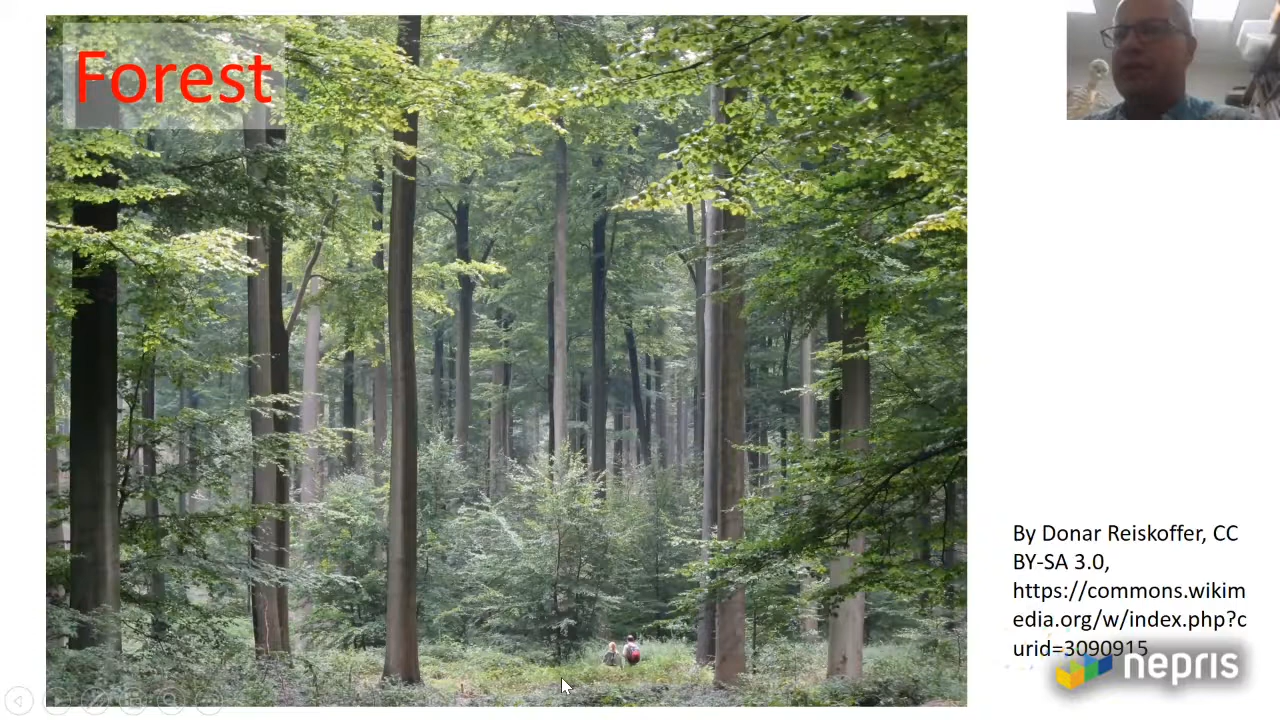 Forest
By Donar Reiskoffer, CC
BY-SA 3.0,
https://commons.wikim
edia.org/w/index.php?c
urid=3090915
nepris